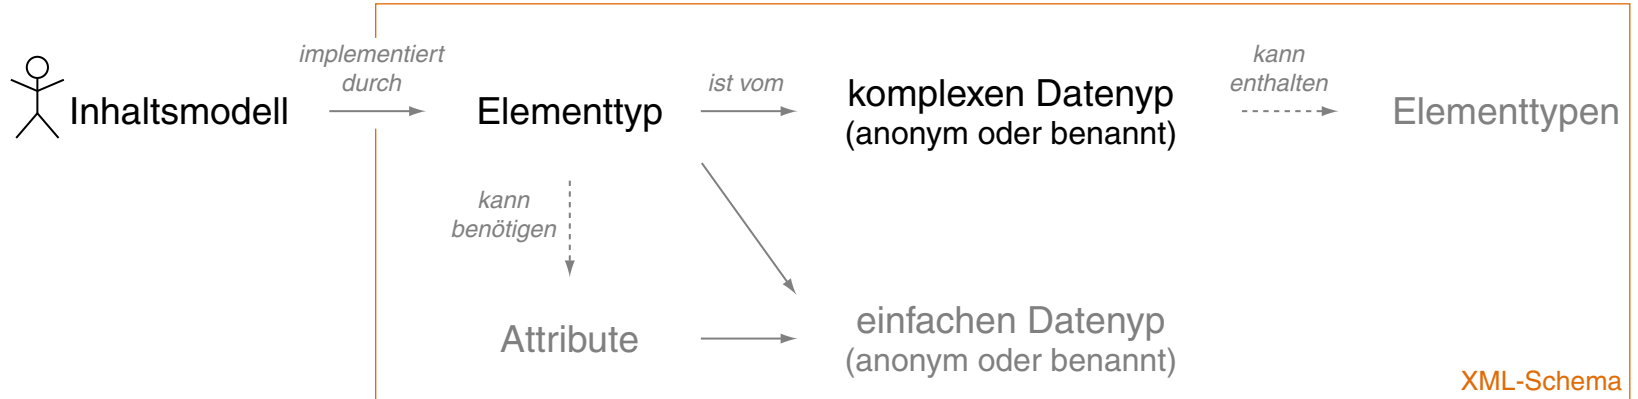 implementiert
durch
Inhaltsmodell
Elementtyp
ist vom
komplexen Datenyp
(anonym oder benannt)
kann
enthalten
Elementtypen
kann
benötigen
Attribute
einfachen Datenyp
(anonym oder benannt)
XML-Schema